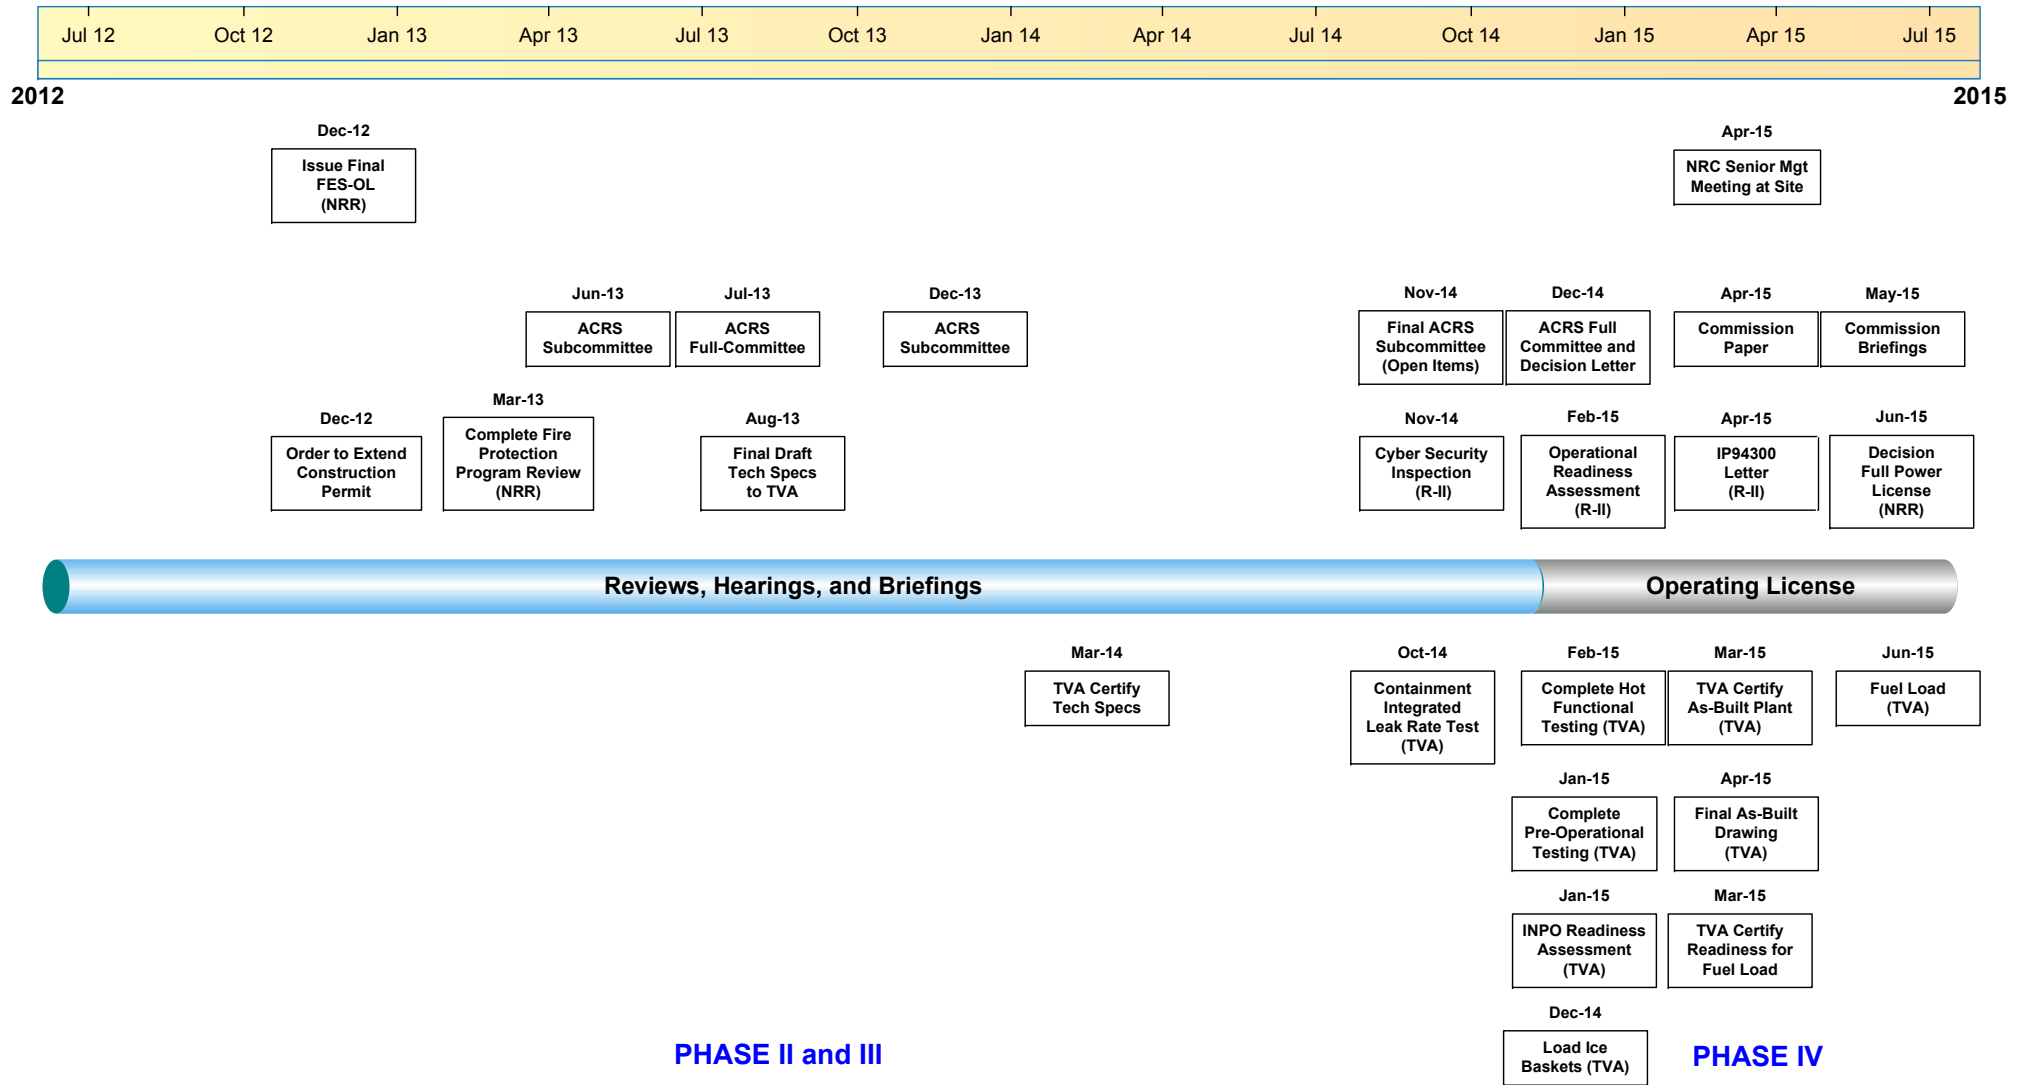 Jul 12 Oct 12 Jan 13 Apr 13 Jul 13 Oct 13 Jan 14 Apr 14 Jul 14 Oct 14 Jan 15 Apr 15 Jul 15
2012
2015
Dec-12
Issue Final
FES-OL
(NRR)
Apr-15
NRC Senior Mgt
Meeting at Site
Jun-13
ACRS
Subcommittee
Jul-13
ACRS
Full-Committee
Dec-13
ACRS
Subcommittee
Nov-14
Final ACRS
Subcommittee
(Open Items)
Dec-14
ACRS Full
Committee and
Decision Letter
Apr-15
Commission
Paper
May-15
Commission
Briefings
Dec-12
Order to Extend
Construction
Permit
Mar-13
Complete Fire
Protection
Program Review
(NRR)
Aug-13
Final Draft
Tech Specs
to TVA
Nov-14
Cyber Security
Inspection
(R-II)
Feb-15
Operational
Readiness
Assessment
(R-II)
Apr-15
IP94300
Letter
(R-II)
Jun-15
Decision
Full Power
License
(NRR)
Reviews, Hearings, and Briefings
Operating License
Mar-14
TVA Certify
Tech Specs
Oct-14
Containment
Integrated
Leak Rate Test
(TVA)
Feb-15
Complete Hot
Functional
Testing (TVA)
Mar-15
TVA Certify
As-Built Plant
(TVA)
Jun-15
Fuel Load
(TVA)
Jan-15
Complete
Pre-Operational
Testing (TVA)
Apr-15
Final As-Built
Drawing
(TVA)
Jan-15
INPO Readiness
Assessment
(TVA)
Mar-15
TVA Certify
Readiness for
Fuel Load
Dec-14
Load Ice
Baskets (TVA)
PHASE II and III
PHASE IV